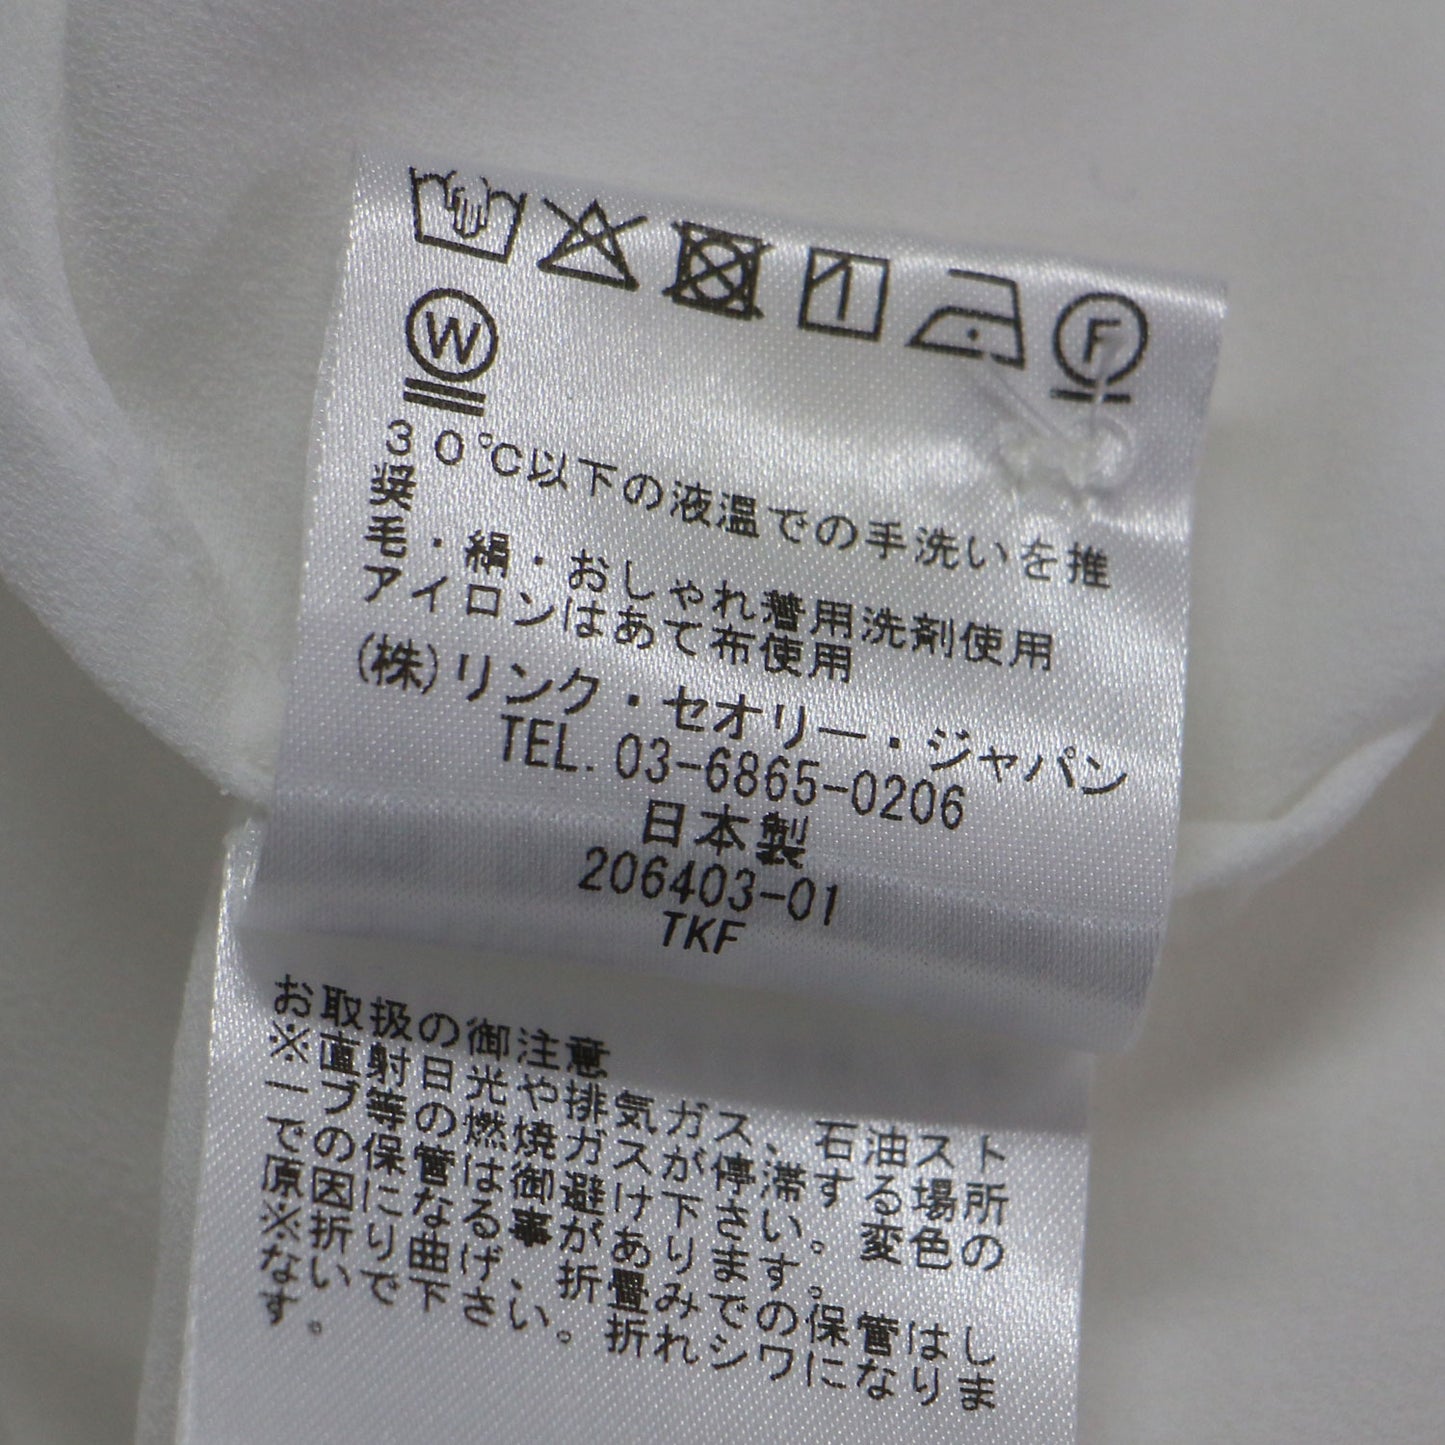 F
W
30℃以下の液温での手洗いを推
奨
毛・絹・おしゃれ着用洗剤使用
アイロンはあて布使用
(株)リンク・セオリー・ジャパン
TEL. 03-6865-0206
日本製
206403-01
TKF
お取扱の御注意
※直射日光や排気ガス、石油スト
ーブ等の燃焼ガスが停滞する場所
での保管は御避け下さい。変色の
原因になる事があります。
※折り曲げ、折畳みでの保管はし
ないで下さい。折れシワになりま
す。